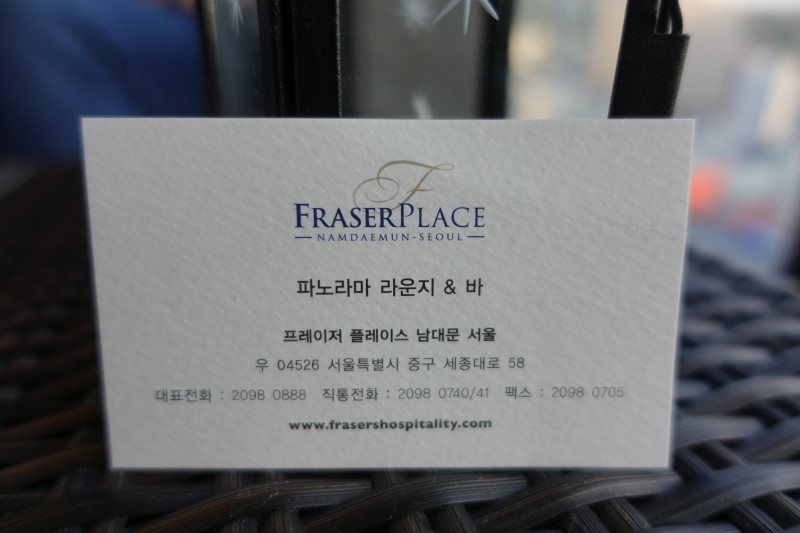 F
FRASER PLACE
NAMDAEMUN-SEOUL
파노라마 라운지 & 바
프레이저 플레이스 남대문 서울
우 04526 서울특별시 중구 세종대로 58
대표전화 : 2098 0888 직통전화 : 2098 0740/41 팩스 : 2098 0705
www.frasershospitality.com